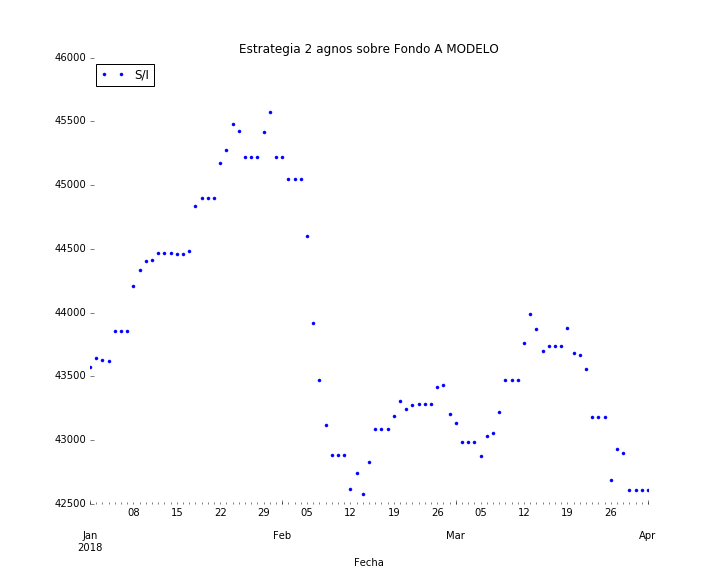 Estrategia 2 agnos sobre Fondo A MODELO
46000
S/I
45500
45000
44500
44000
43500
43000
42500
08 15 22 29 05 12 19 26 05 12 19 26
Jan Feb Mar Apr
2018
Fecha